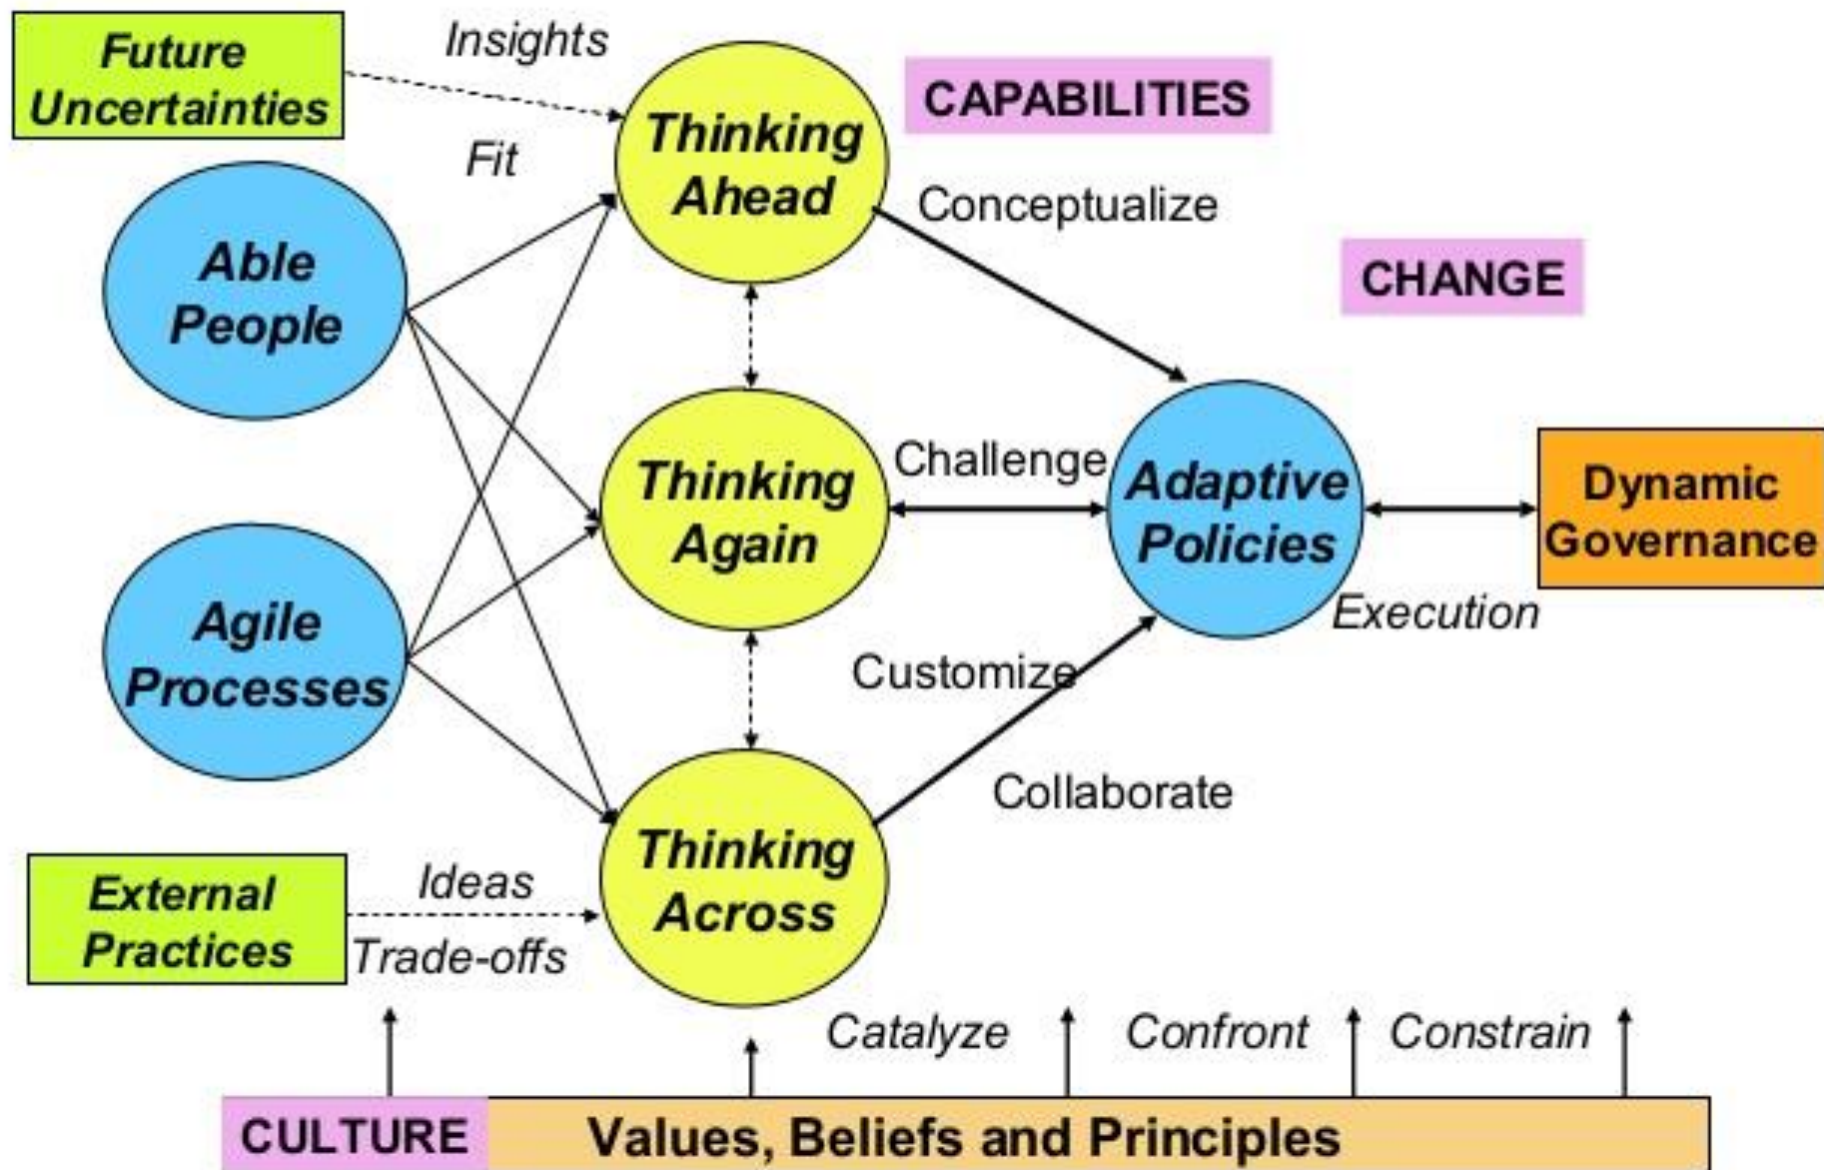 Future
Uncertainties
Insights
Fit
Thinking
Ahead
CAPABILITIES
Conceptualize
Able
People
CHANGE
Thinking
Again
Challenge
Adaptive
Policies
Dynamic
Governance
Execution
Agile
Processes
Customize
Collaborate
Thinking
Across
External
Practices
Ideas
Trade-offs
Catalyze
Confront
Constrain
CULTURE
Values, Beliefs and Principles